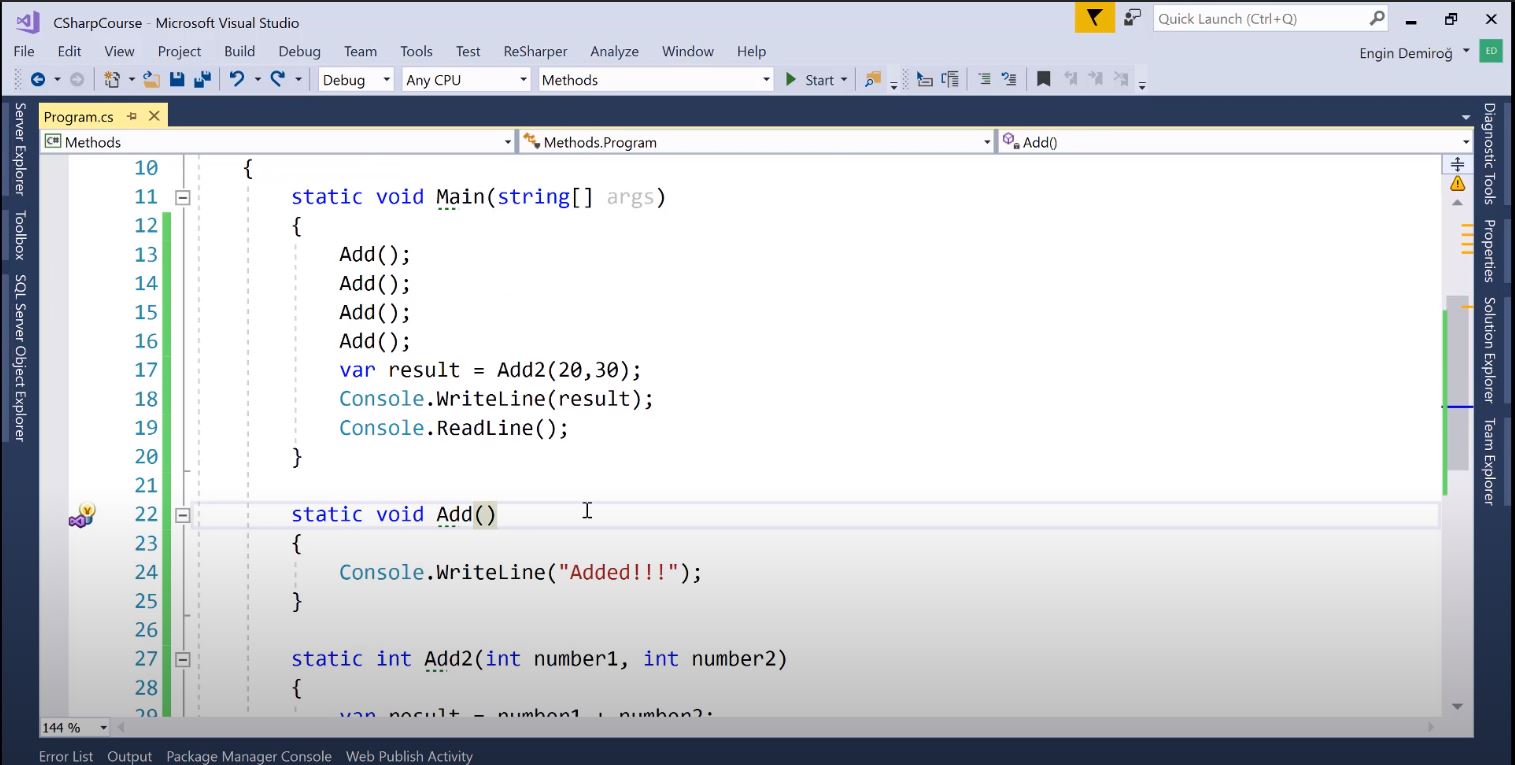 CSharpCourse - Microsoft Visual Studio
Quick Launch (Ctrl+Q)
File Edit View Project Build Debug Team Tools Test ReSharper Analyze Window Help
Engin Demiroğ ED
Debug Any CPU Methods Start
Program.cs
C# Methods Methods.Program Add()
10 {
11 static void Main(string[] args)
12 {
13 Add();
14 Add();
15 Add();
16 Add();
17 var result = Add2(20,30);
18 Console.WriteLine(result);
19 Console.ReadLine();
20 }
21
22 static void Add()
23 {
24 Console.WriteLine("Added!!!");
25 }
26
27 static int Add2(int number1, int number2)
28 {
29 var result = number1 + number2;
144 %
Error List Output Package Manager Console Web Publish Activity
Server Explorer
Toolbox
SQL Server Object Explorer
Diagnostic Tools
Properties
Solution Explorer
Team Explorer